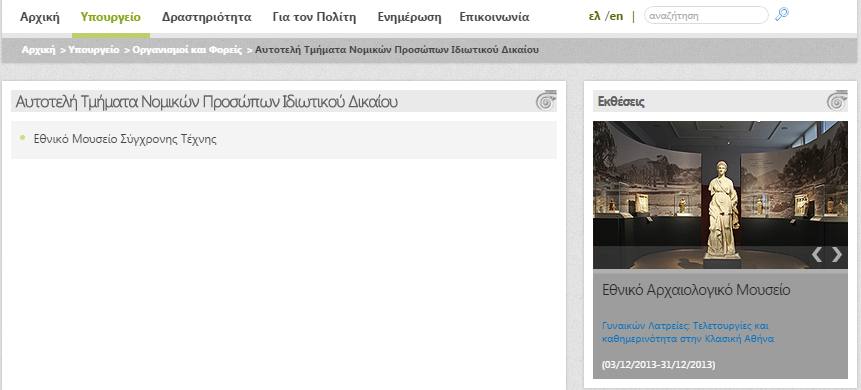 Αρχική Υπουργείο Δραστηριότητα Για τον Πολίτη Ενημέρωση Επικοινωνία ελ /en | αναζήτηση
Αρχική > Υπουργείο > Οργανισμοί και Φορείς > Αυτοτελή Τμήματα Νομικών Προσώπων Ιδιωτικού Δικαίου
Αυτοτελή Τμήματα Νομικών Προσώπων Ιδιωτικού Δικαίου
Εθνικό Μουσείο Σύγχρονης Τέχνης
Εκθέσεις
Εθνικό Αρχαιολογικό Μουσείο
Γυναικών Λατρείες: Τελετουργίες και
καθημερινότητα στην Κλασική Αθήνα
(03/12/2013-31/12/2013)